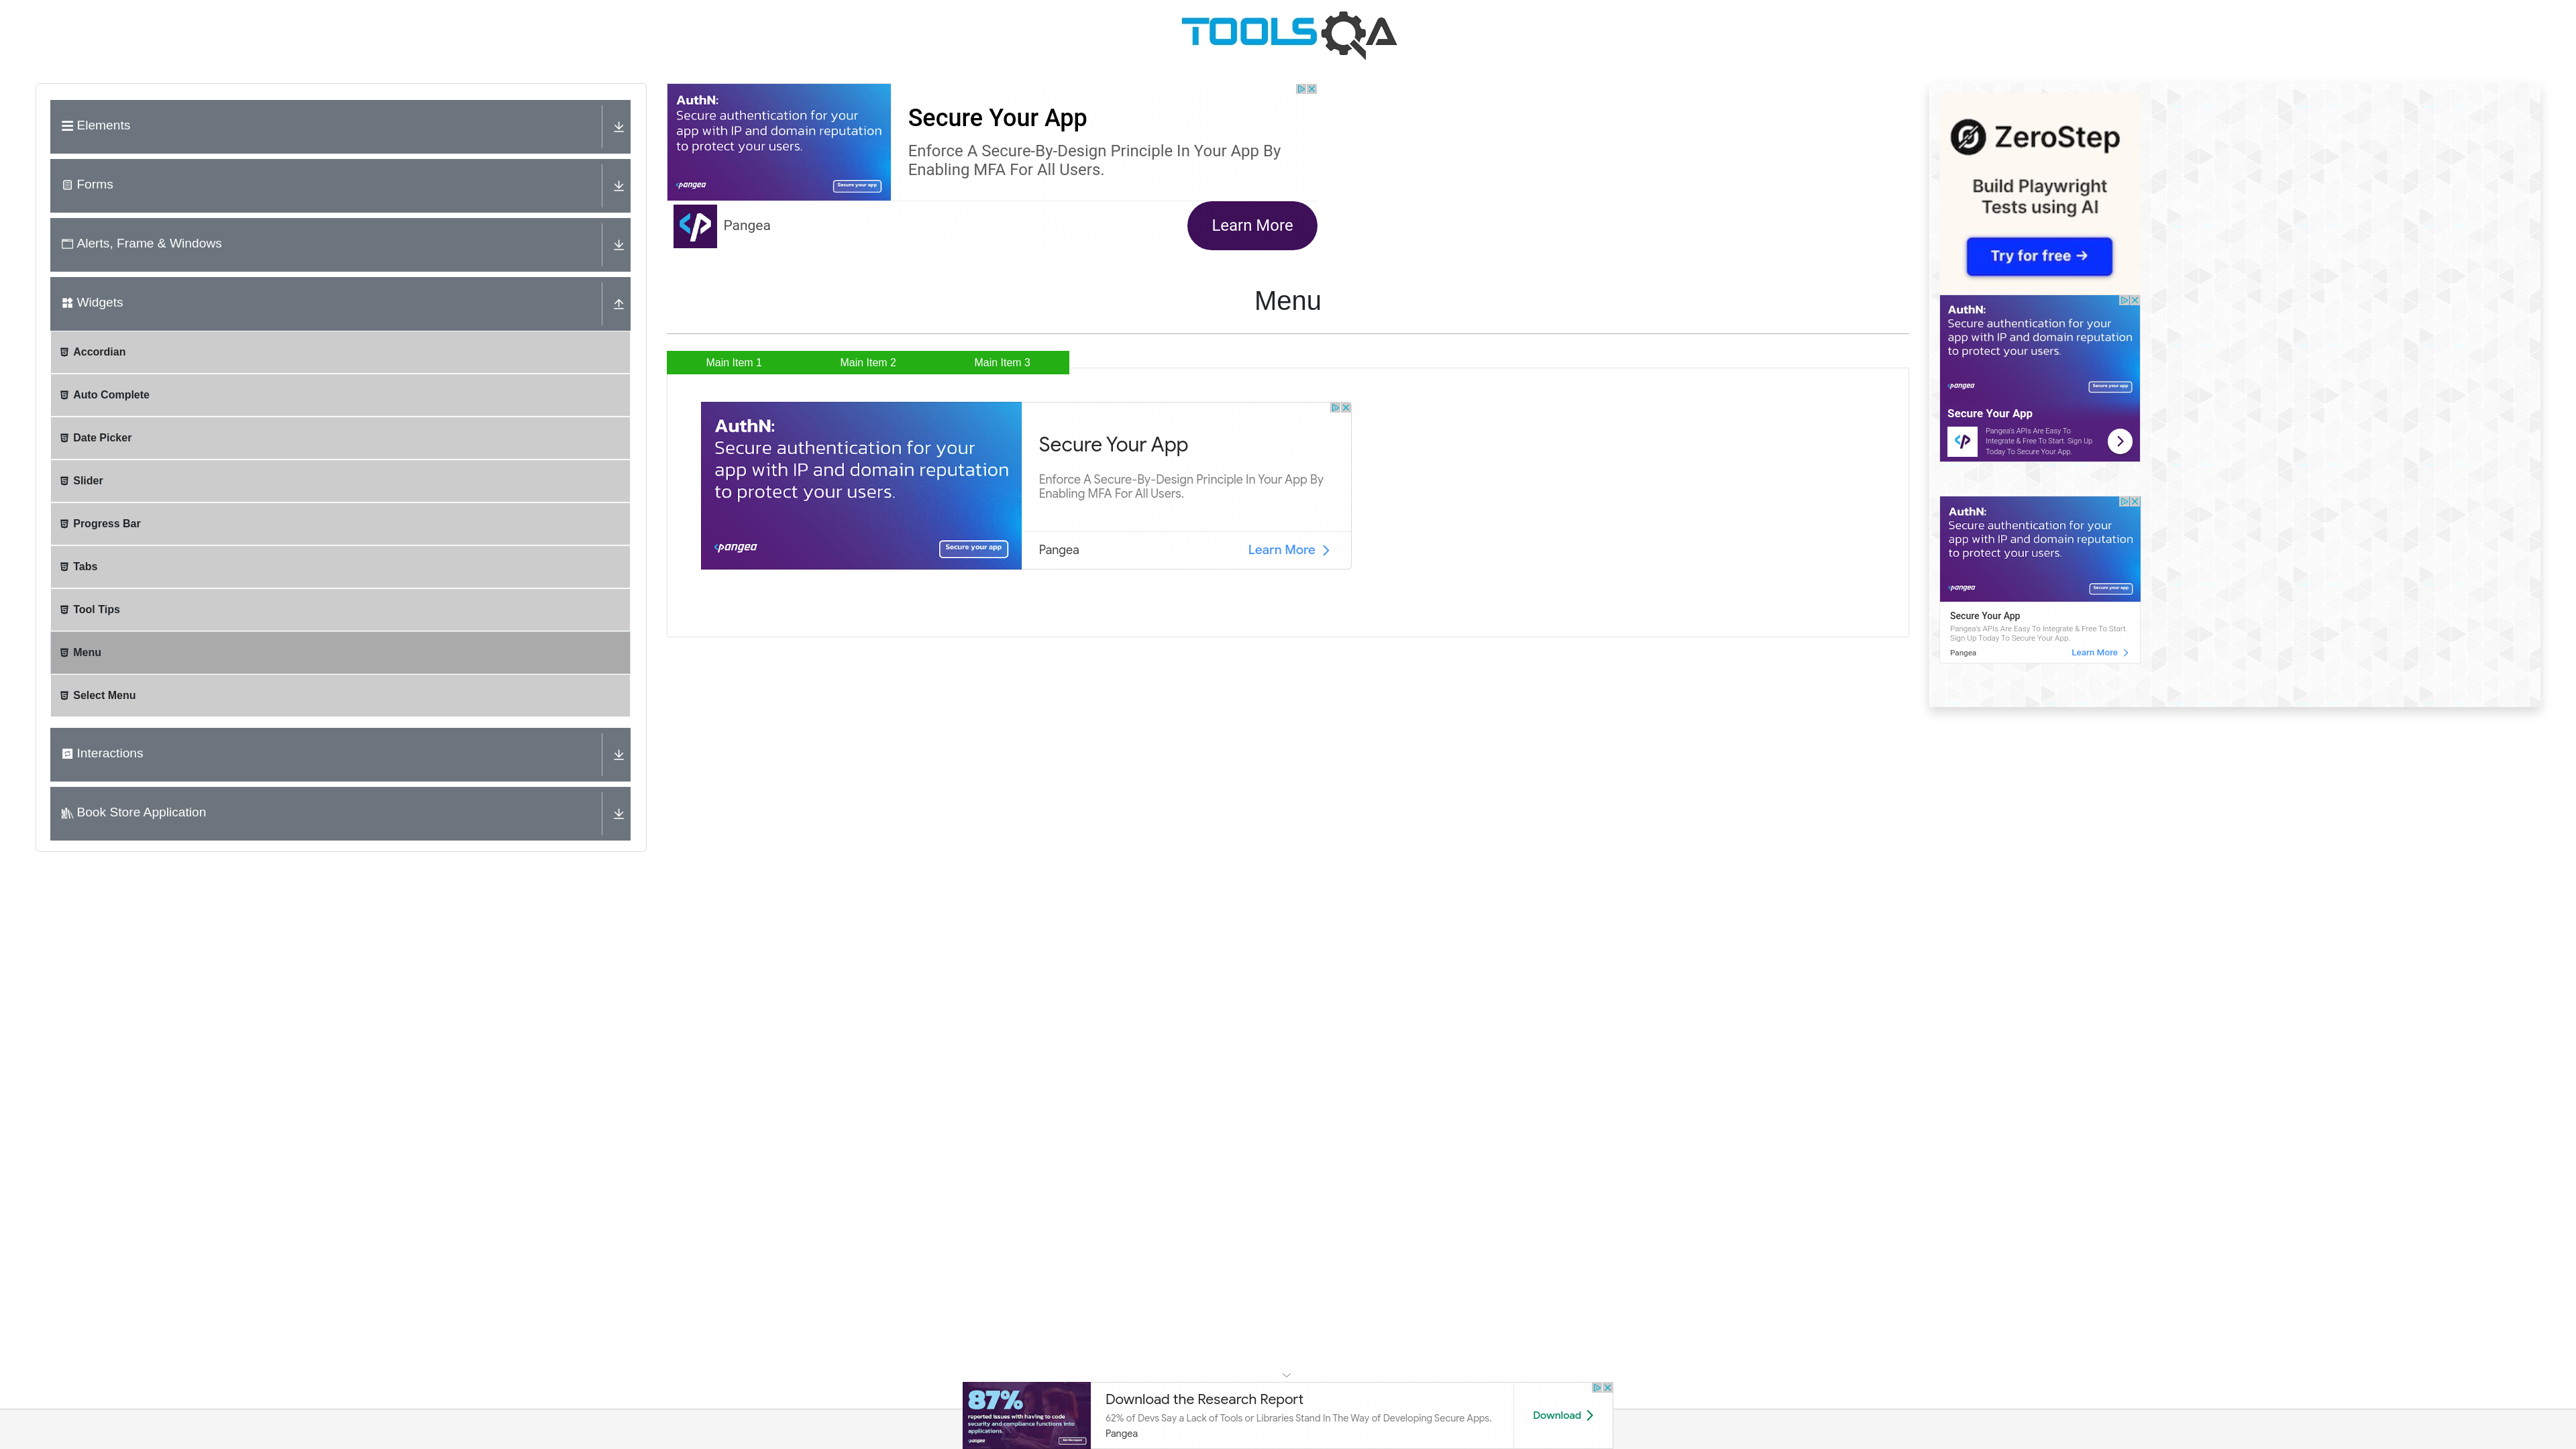 TOOLSQA
Elements
Forms
Alerts, Frame & Windows
Widgets
Accordian
Auto Complete
Date Picker
Slider
Progress Bar
Tabs
Tool Tips
Menu
Select Menu
Interactions
Book Store Application
AuthN:
Secure authentication for your
app with IP and domain reputation
to protect your users.
pangea
Secure your app
Secure Your App
Enforce A Secure-By-Design Principle In Your App By
Enabling MFA For All Users.
Pangea
Learn More
Menu
Main Item 1
Main Item 2
Main Item 3
AuthN:
Secure authentication for your
app with IP and domain reputation
to protect your users.
pangea
Secure your app
Secure Your App
Enforce A Secure-By-Design Principle In Your App By
Enabling MFA For All Users.
Pangea
Learn More
ZeroStep
Build Playwright
Tests using AI
Try for free →
AuthN:
Secure authentication for your
app with IP and domain reputation
to protect your users.
pangea
Secure your app
Secure Your App
Pangea's APIs Are Easy To
Integrate & Free To Start. Sign Up
Today To Secure Your App.
AuthN:
Secure authentication for your
app with IP and domain reputation
to protect your users.
pangea
Secure your app
Secure Your App
Pangea's APIs Are Easy To Integrate & Free To Start.
Sign Up Today To Secure Your App.
Pangea
Learn More
87%
reported issues with having to code
security and compliance functions into
applications.
pangea
Download the Research Report
62% of Devs Say a Lack of Tools or Libraries Stand In The Way of Developing Secure Apps.
Pangea
Download